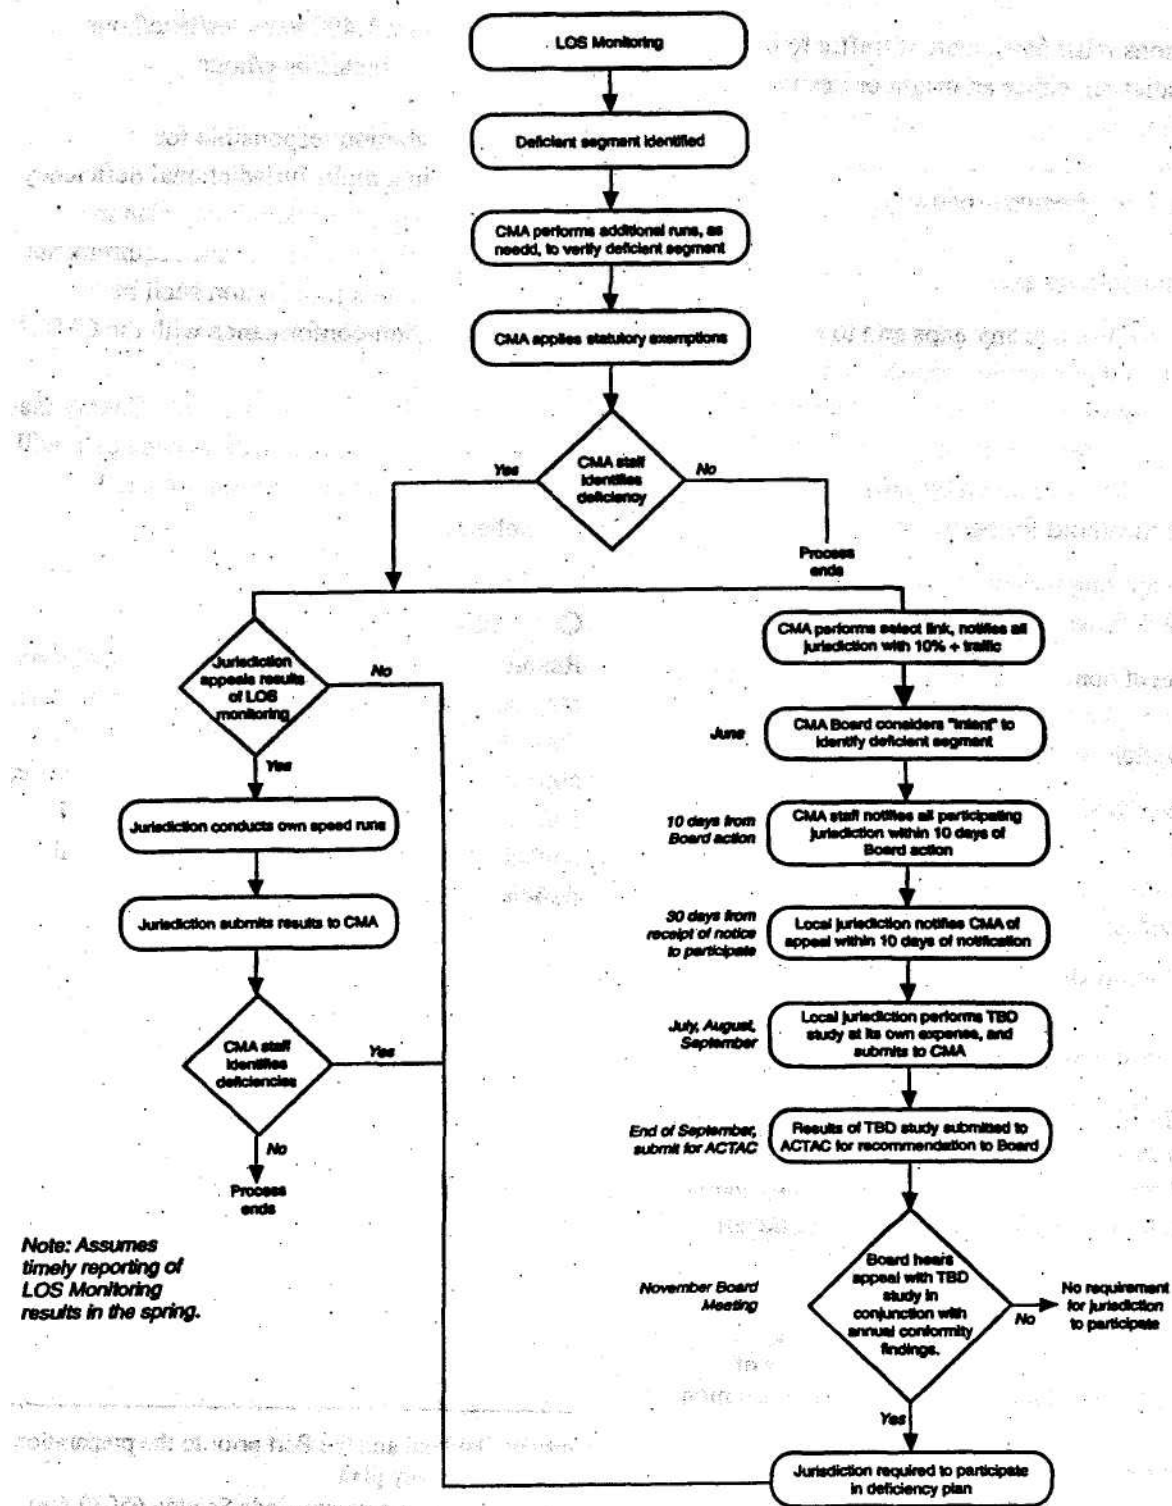 LOS Monitoring
Deficient segment identified
CMA performs additional runs, as
needd, to verify deficient segment
CMA applies statutory exemptions
CMA staff
identifies
deficiency
Yes
No
Process
ends
Jurisdiction
appeals results
of LOS
monitoring
No
Yes
Jurisdiction conducts own speed runs
Jurisdiction submits results to CMA
CMA staff
identifies
deficiencies
Yes
No
Process
ends
Note: Assumes
timely reporting of
LOS Monitoring
results in the spring.
CMA performs select link, notifies all
jurisdiction with 10% + traffic
June
CMA Board considers "intent" to
identify deficient segment
10 days from
Board action
CMA staff notifies all participating
jurisdiction within 10 days of
Board action
30 days from
receipt of notice
to participate
Local jurisdiction notifies CMA of
appeal within 10 days of notification
July, August,
September
Local jurisdiction performs TBD
study at its own expense, and
submits to CMA
End of September,
submit for ACTAC
Results of TBD study submitted to
ACTAC for recommendation to Board
November Board
Meeting
Board hears
appeal with TBD
study in
conjunction with
annual conformity
findings.
No
No requirement
for jurisdiction
to participate
Yes
Jurisdiction required to participate
in deficiency plan